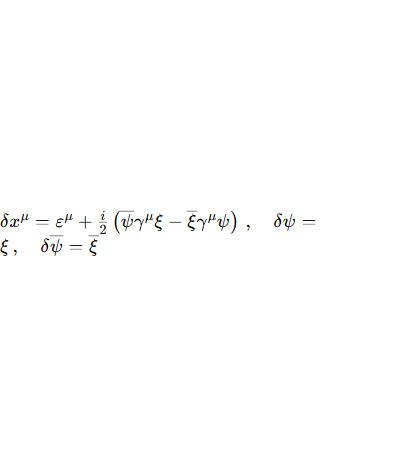 δx^μ = ε^μ + i/2 (ψ̅γ^μξ − ξ̅γ^μψ) , δψ =
ξ , δψ̅ = ξ̅